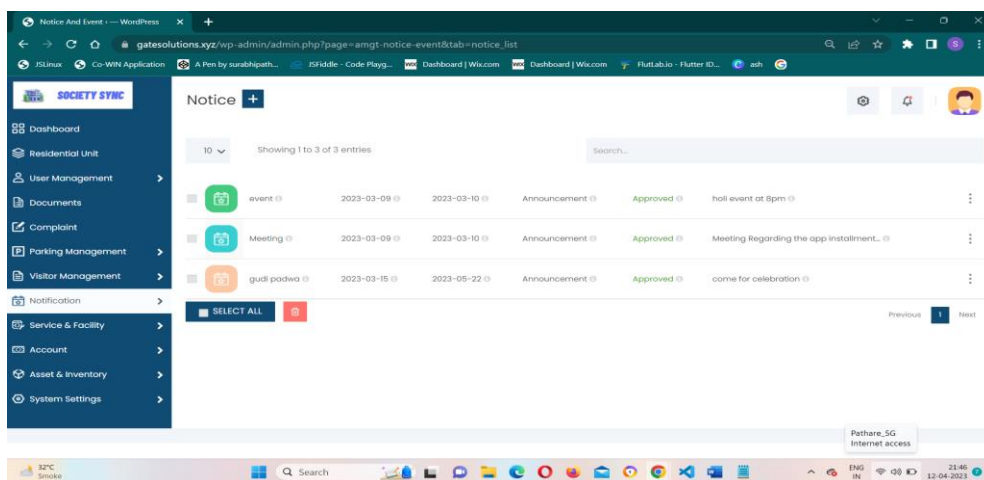 Notice And Event ‹ — WordPress
gatesolutions.xyz/wp-admin/admin.php?page=amgt-notice-event&tab=notice_list
S
JSLinux Co-WIN Application A Pen by surabhipath... JSFiddle - Code Playg... WIX Dashboard | Wix.com WIX Dashboard | Wix.com FlutLab.io - Flutter ID... ash
SOCIETY SYNC
Notice +
Dashboard
Residential Unit
User Management
Documents
Complaint
Parking Management
Visitor Management
Notification
Service & Facility
Account
Asset & Inventory
System Settings
10 Showing 1 to 3 of 3 entries Search...
event 2023-03-09 2023-03-10 Announcement Approved holi event at 8pm
Meeting 2023-03-09 2023-03-10 Announcement Approved Meeting Regarding the app installment...
gudi padwa 2023-03-15 2023-05-22 Announcement Approved come for celebration
SELECT ALL
Previous 1 Next
Pathare_SG
Internet access
32°C
Smoke
Search
ENG
IN
21:46
12-04-2023